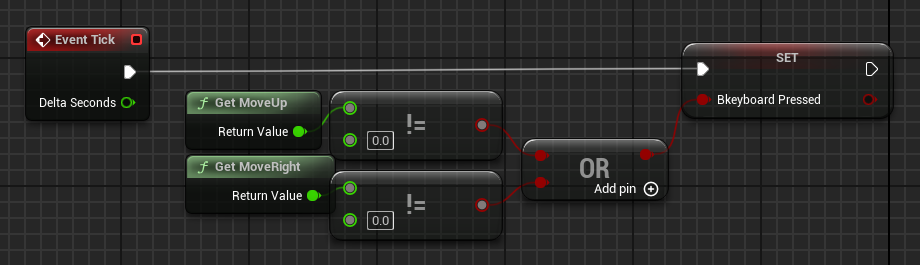 Event Tick
Delta Seconds
f Get MoveUp
Return Value
!=
0.0
f Get MoveRight
Return Value
!=
0.0
OR
Add pin
SET
Bkeyboard Pressed